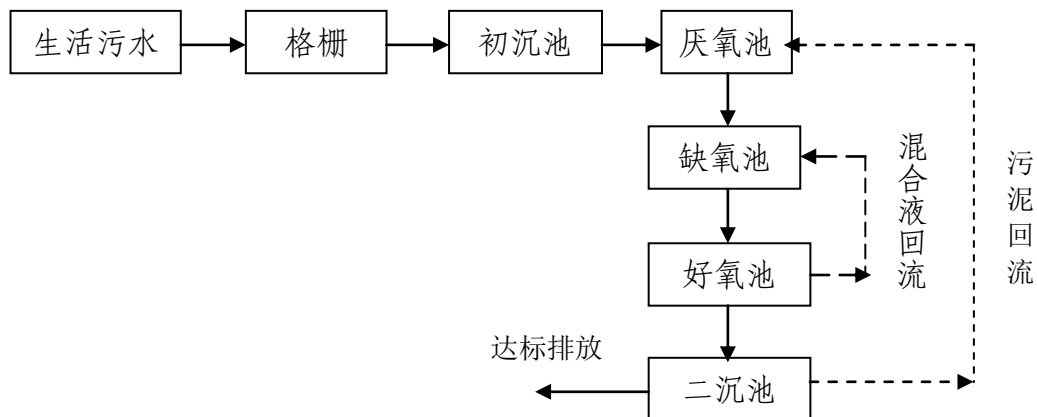 生活污水
格栅
初沉池
厌氧池
缺氧池
混合液回流
污泥回流
好氧池
达标排放
二沉池